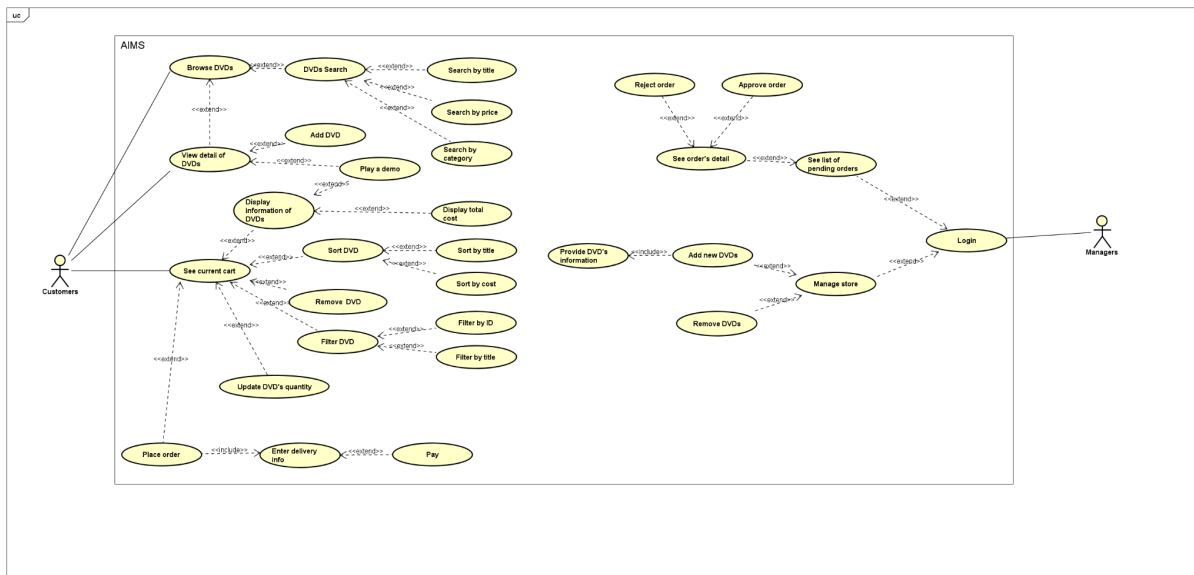 uc
AIMS
Browse DVDs
<<extend>>
DVDs Search
<<extend>>
Search by title
<<extend>>
Search by price
<<extend>>
Search by
category
<<extend>>
View detail of
DVDs
<<extend>>
Add DVD
<<extend>>
Play a demo
<<extend>>
Display
information of
DVDs
<<extend>>
Display total
cost
<<extend>>
See current cart
<<extend>>
Sort DVD
<<extend>>
Sort by title
<<extend>>
Sort by cost
<<extend>>
Remove DVD
<<extend>>
Filter DVD
<<extend>>
Filter by ID
<<extend>>
Filter by title
<<extend>>
Update DVD's quantity
<<extend>>
Place order
<<include>>
Enter delivery
info
<<extend>>
Pay
Customers
Reject order
Approve order
<<extend>>
<<extend>>
See order's detail
<<extend>>
See list of
pending orders
<<extend>>
Login
Managers
Provide DVD's
information
<<include>>
Add new DVDs
<<extend>>
Manage store
<<extend>>
<<extend>>
Remove DVDs